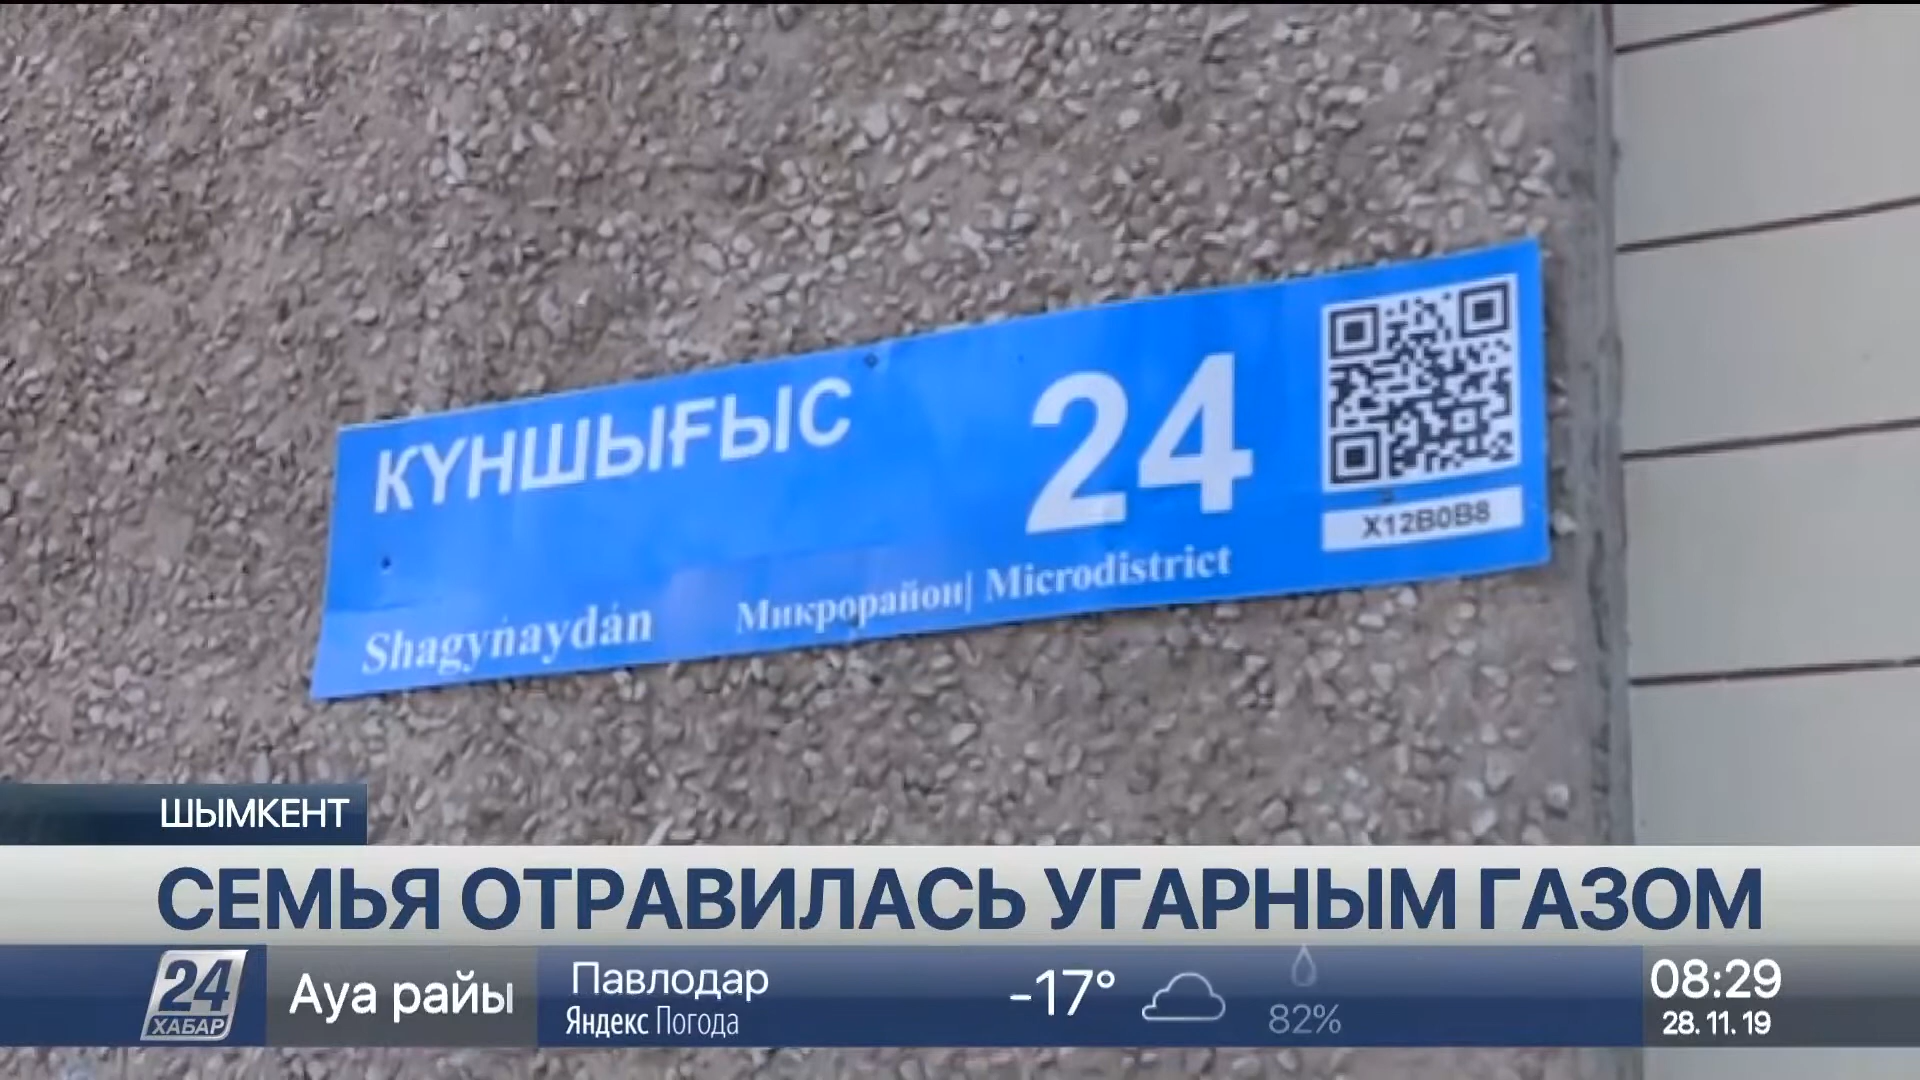 КҮНШЫҒЫС
24
X12B0B8
Shagyńaydán
Микрорайон| Microdistrict
ШЫМКЕНТ
СЕМЬЯ ОТРАВИЛАСЬ УГАРНЫМ ГАЗОМ
24
ХАБАР
Ауа райы
Павлодар
Яндекс Погода
-17°
82%
08:29
28.11.19